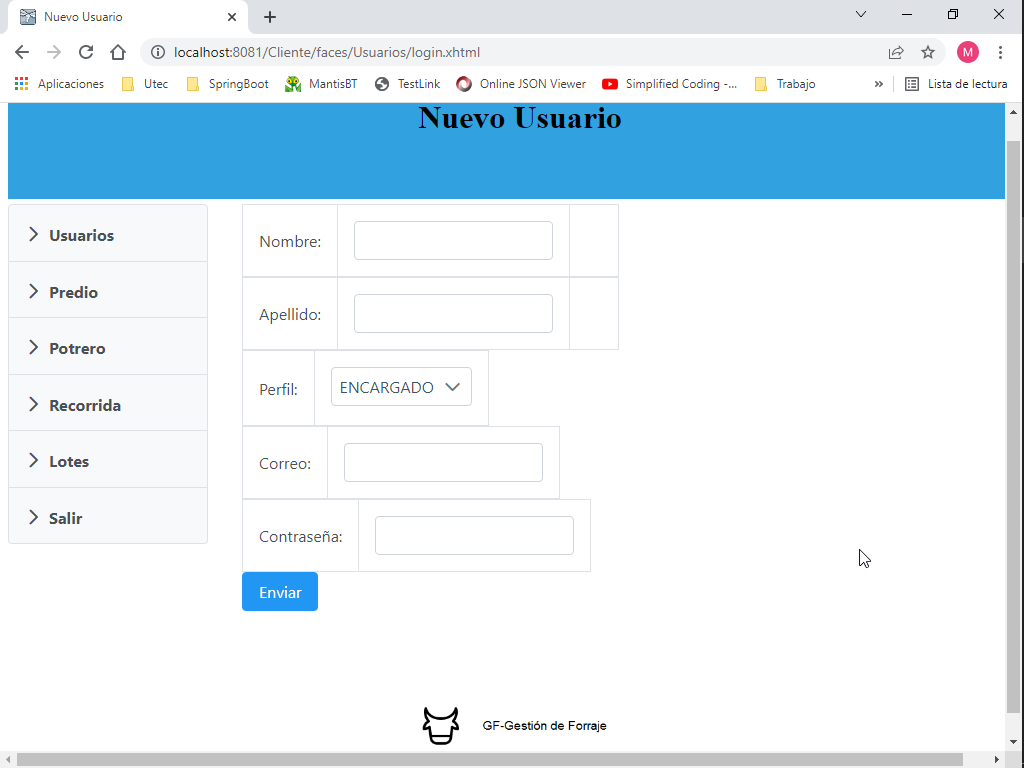 Nuevo Usuario
localhost:8081/Cliente/faces/Usuarios/login.xhtml
M
Aplicaciones Utec SpringBoot MantisBT TestLink Online JSON Viewer Simplified Coding -... Trabajo » Lista de lectura
Nuevo Usuario
Usuarios
Predio
Potrero
Recorrida
Lotes
Salir
Nombre:
Apellido:
Perfil: ENCARGADO
Correo:
Contraseña:
Enviar
GF-Gestión de Forraje